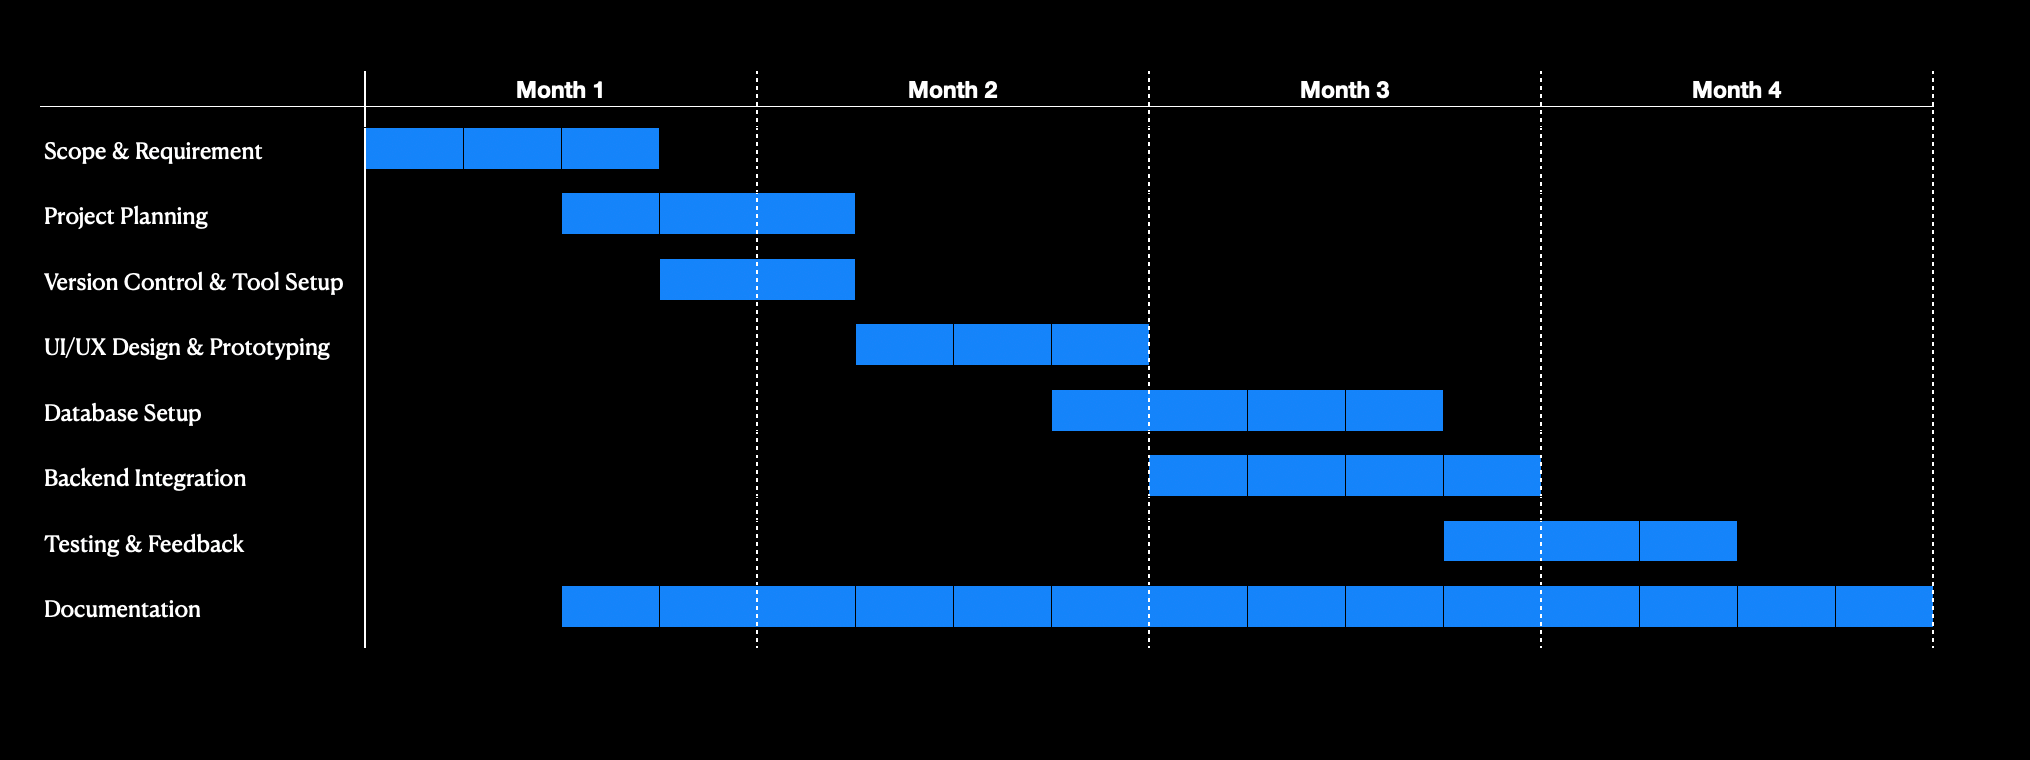 Month 1 Month 2 Month 3 Month 4
Scope & Requirement
Project Planning
Version Control & Tool Setup
UI/UX Design & Prototyping
Database Setup
Backend Integration
Testing & Feedback
Documentation